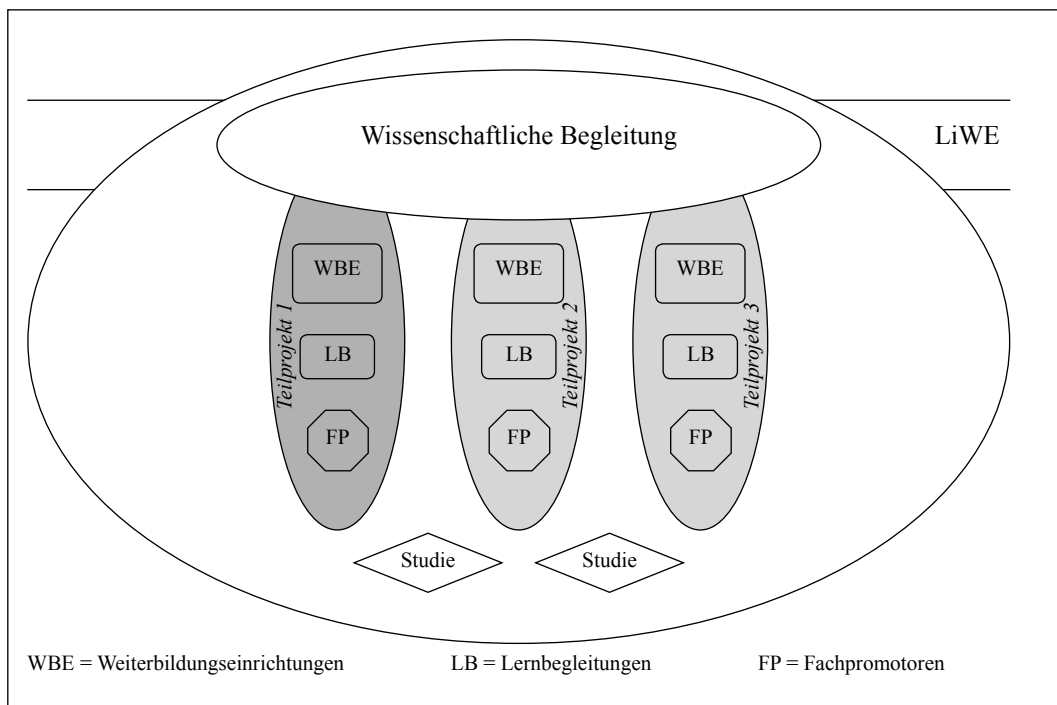 Wissenschaftliche Begleitung
LiWE
WBE
WBE
WBE
Teilprojekt 1
Teilprojekt 2
Teilprojekt 3
LB
LB
LB
FP
FP
FP
Studie
Studie
WBE = Weiterbildungseinrichtungen
LB = Lernbegleitungen
FP = Fachpromotoren